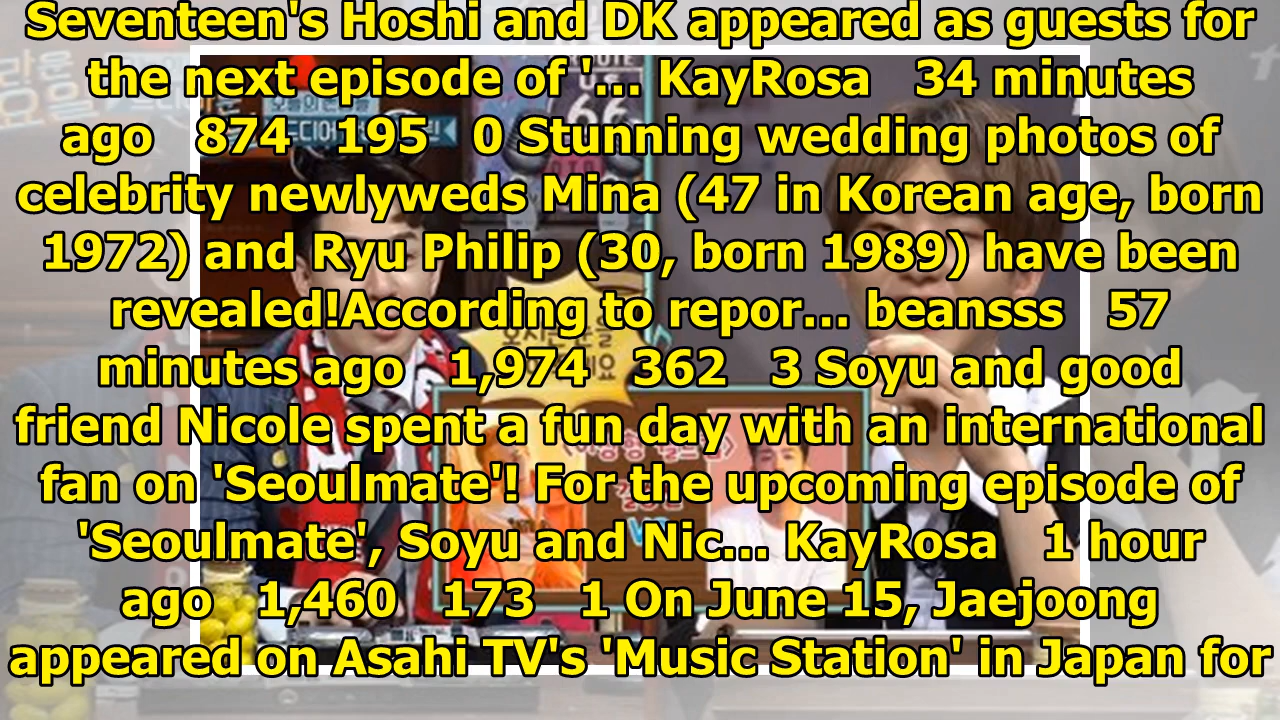 Seventeen's Hoshi and DK appeared as guests for
the next episode of '... KayRosa 34 minutes
ago 874 195 0 Stunning wedding photos of
celebrity newlyweds Mina (47 in Korean age, born
1972) and Ryu Philip (30, born 1989) have been
revealed!According to repor... beansss 57
minutes ago 1,974 362 3 Soyu and good
friend Nicole spent a fun day with an international
fan on 'Seoulmate'! For the upcoming episode of
'Seoulmate', Soyu and Nic... KayRosa 1 hour
ago 1,460 173 1 On June 15, Jaejoong
appeared on Asahi TV's 'Music Station' in Japan for